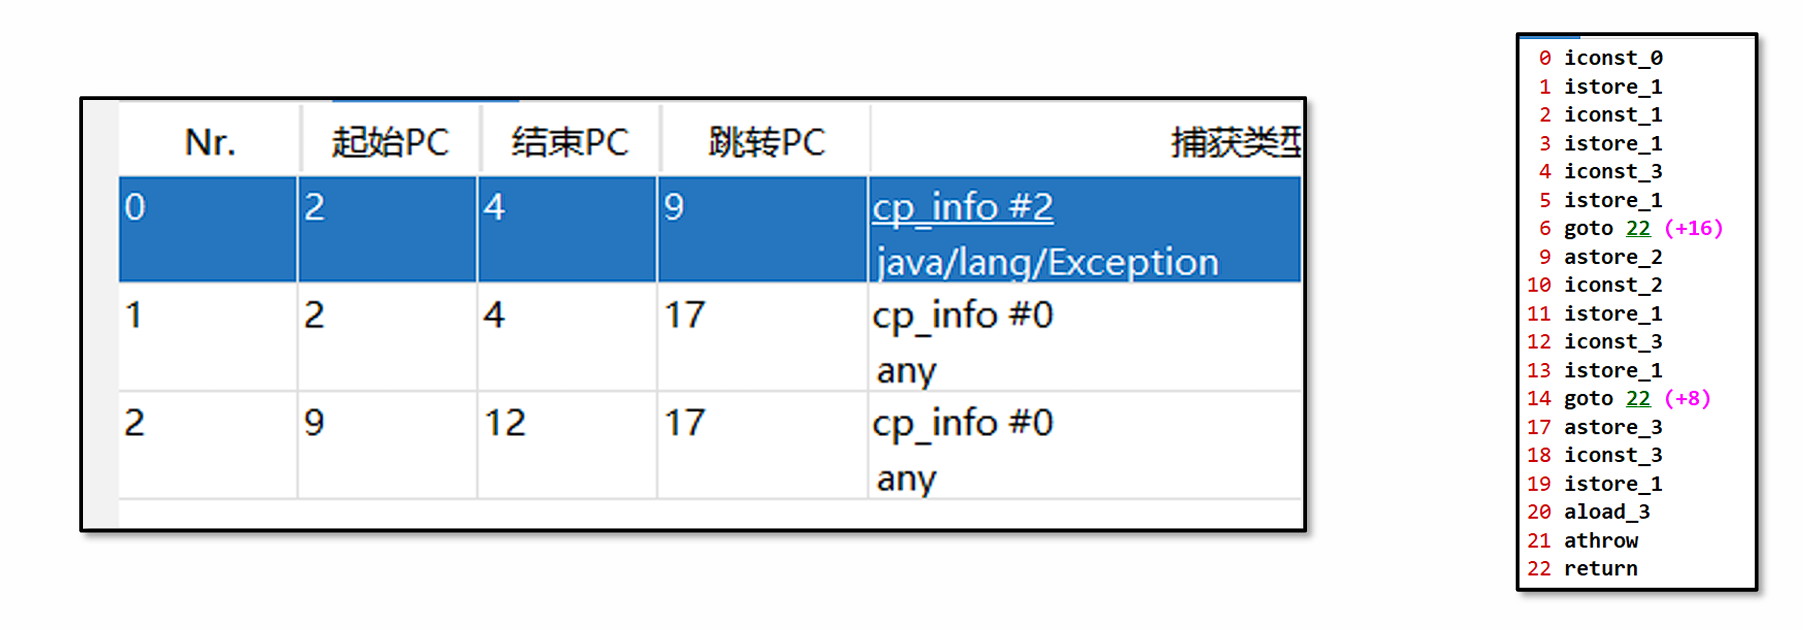 Nr. 起始PC 结束PC 跳转PC 捕获类型
0 2 4 9 cp_info #2
java/lang/Exception
1 2 4 17 cp_info #0
any
2 9 12 17 cp_info #0
any
0 iconst_0
1 istore_1
2 iconst_1
3 istore_1
4 iconst_3
5 istore_1
6 goto 22 (+16)
9 astore_2
10 iconst_2
11 istore_1
12 iconst_3
13 istore_1
14 goto 22 (+8)
17 astore_3
18 iconst_3
19 istore_1
20 aload_3
21 athrow
22 return